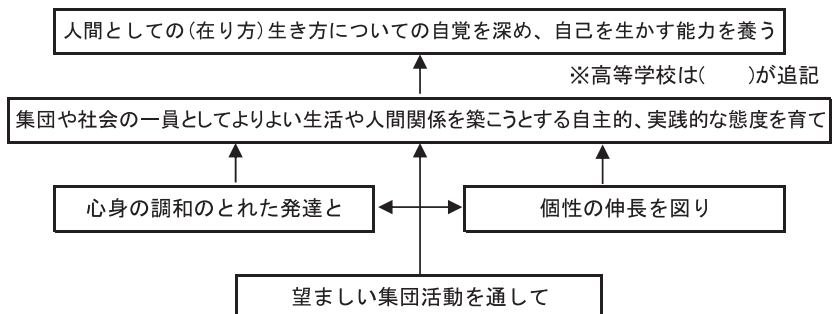 人間としての(在り方)生き方についての自覚を深め、自己を生かす能力を養う
※高等学校は(　　)が追記
集団や社会の一員としてよりよい生活や人間関係を築こうとする自主的、実践的な態度を育て
心身の調和のとれた発達と
個性の伸長を図り
望ましい集団活動を通して